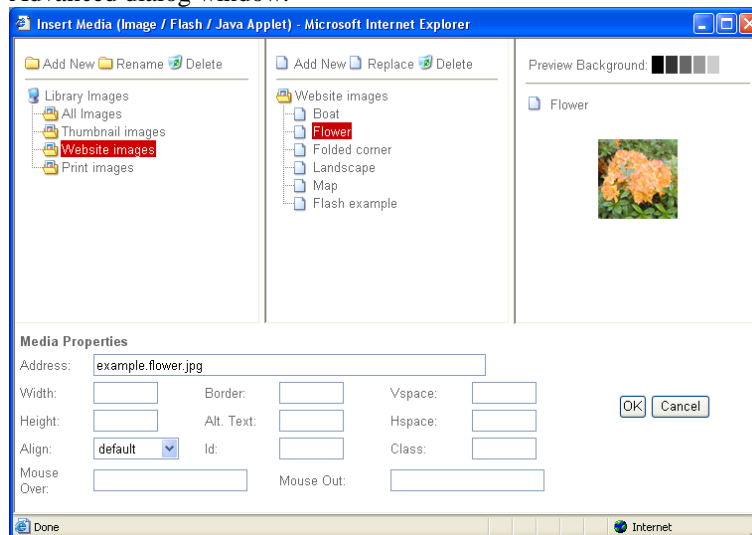 Advanced dialog window.
Insert Media (Image / Flash / Java Applet) - Microsoft Internet Explorer
Add New Rename Delete
Library Images
All Images
Thumbnail images
Website images
Print images
Add New Replace Delete
Website images
Boat
Flower
Folded corner
Landscape
Map
Flash example
Preview Background:
Flower
Media Properties
Address: example.flower.jpg
Width: Border: Vspace:
Height: Alt. Text: Hspace:
OK Cancel
Align: default Id: Class:
Mouse Over: Mouse Out:
Done Internet